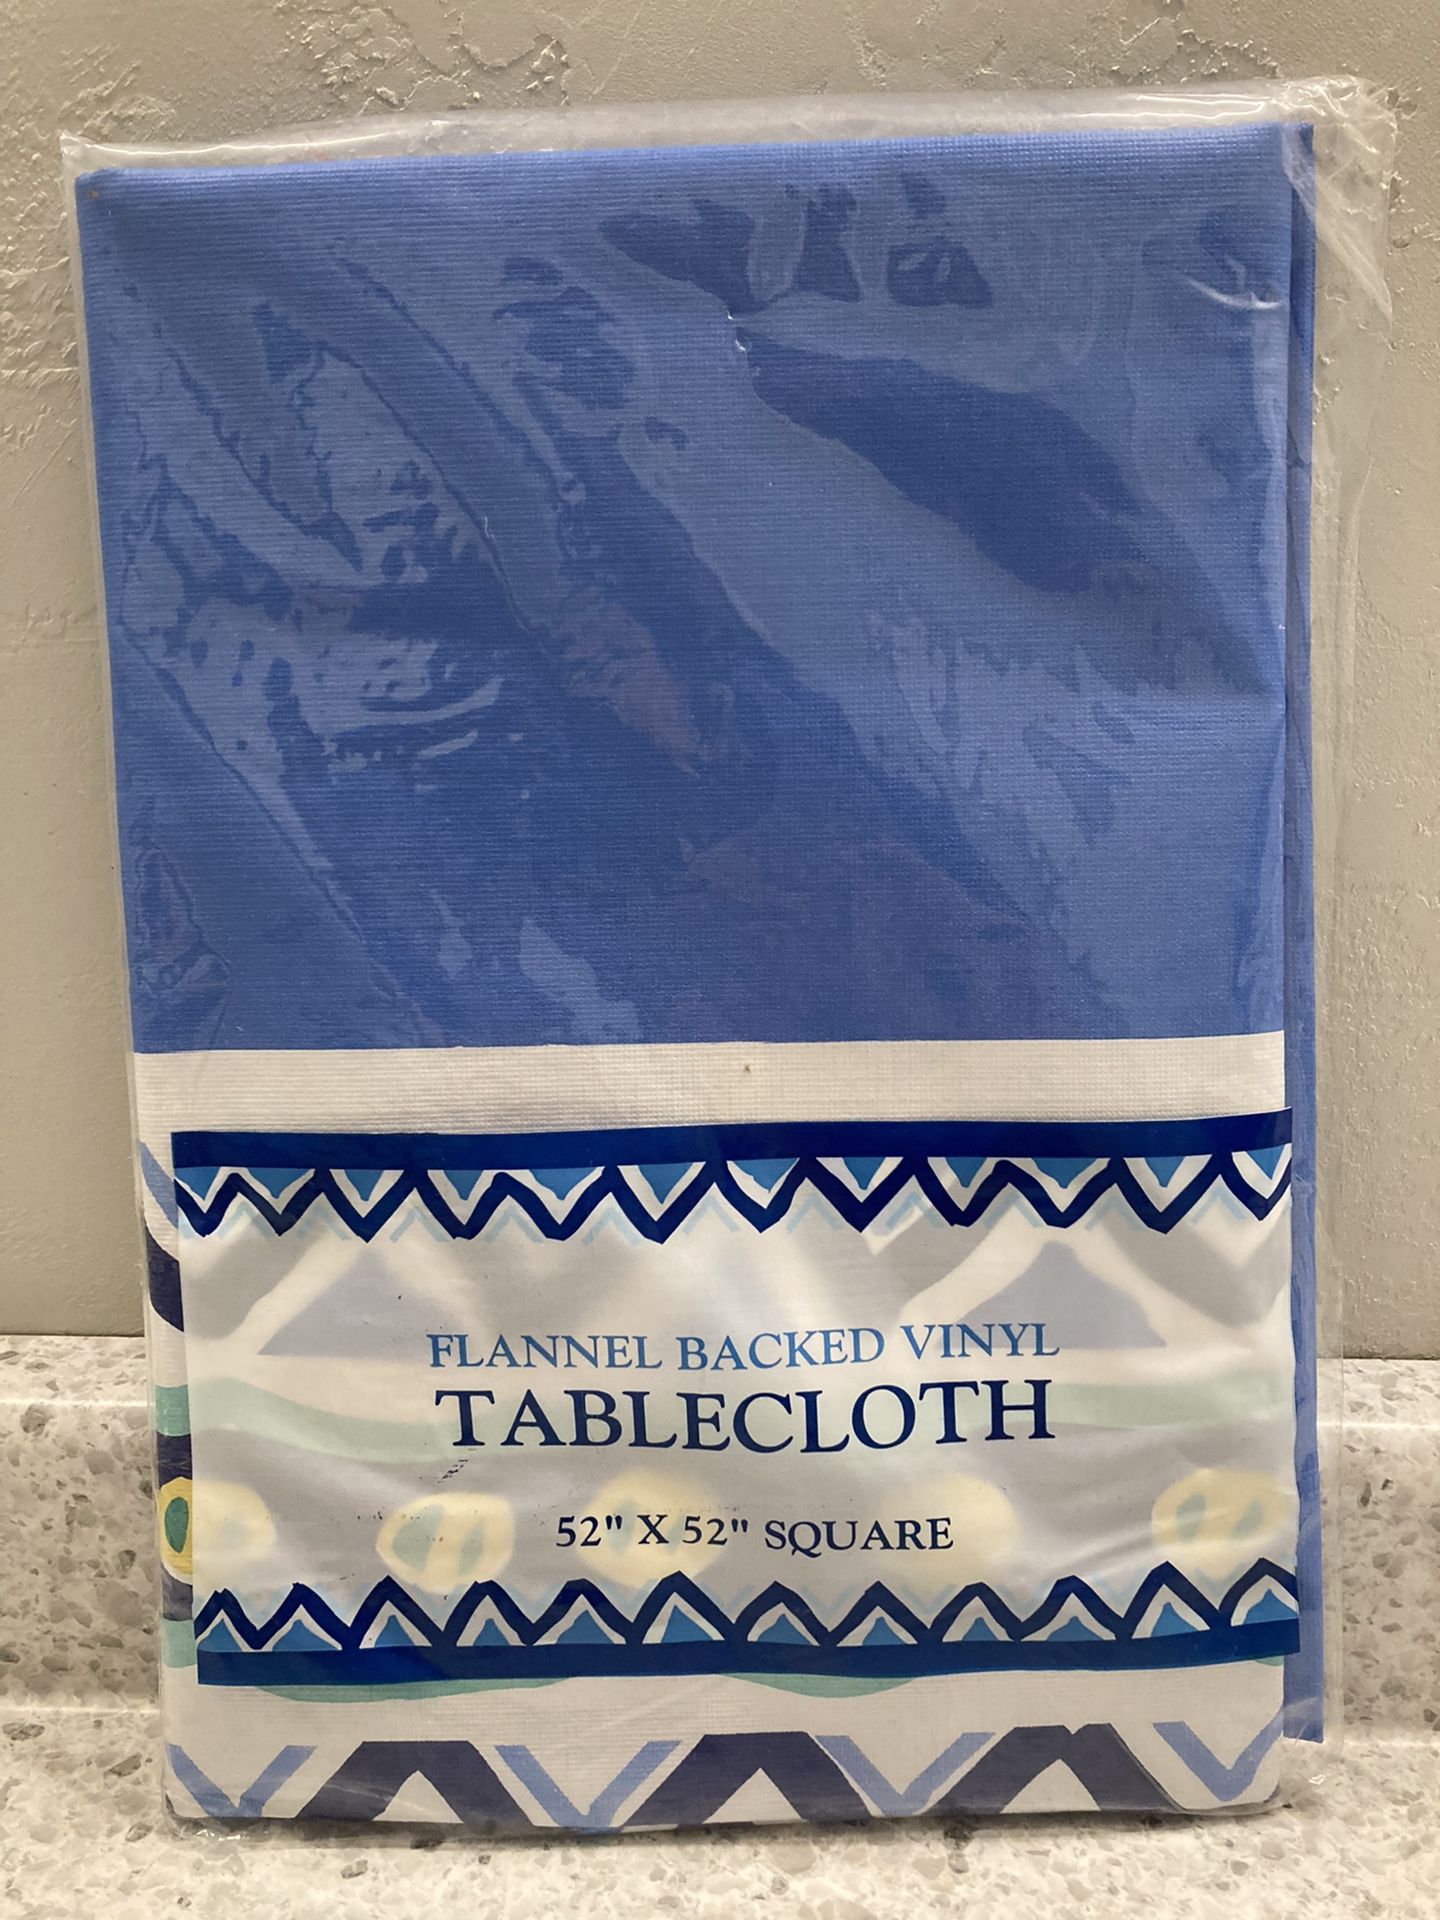 FLANNEL BACKED VINYL
TABLECLOTH
52" X 52" SQUARE